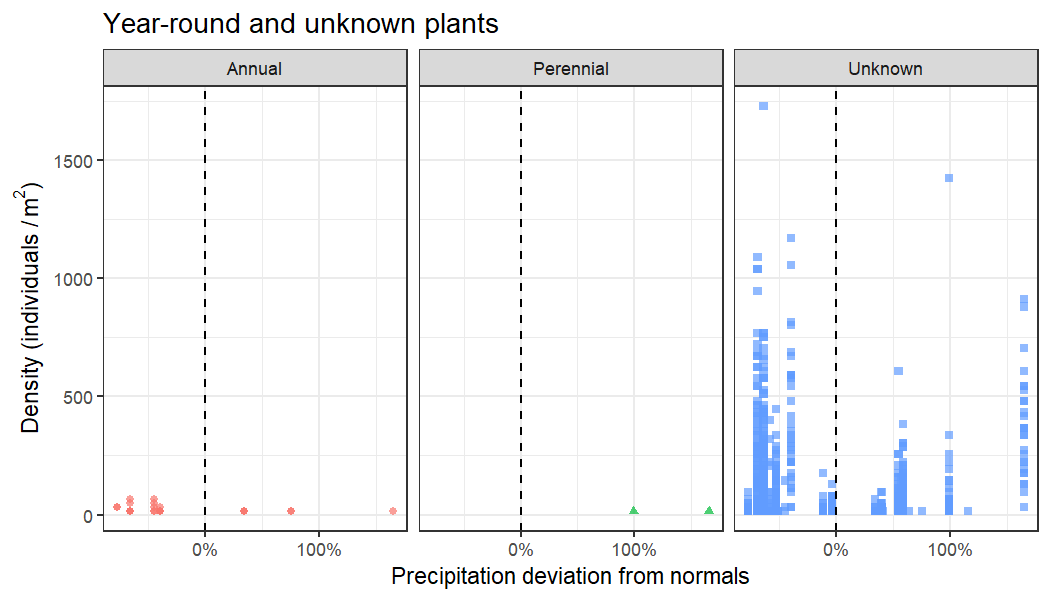 Year-round and unknown plants
Annual
Perennial
Unknown
Density (individuals / m²)
1500
1000
500
0
0% 100%
0% 100%
0% 100%
Precipitation deviation from normals